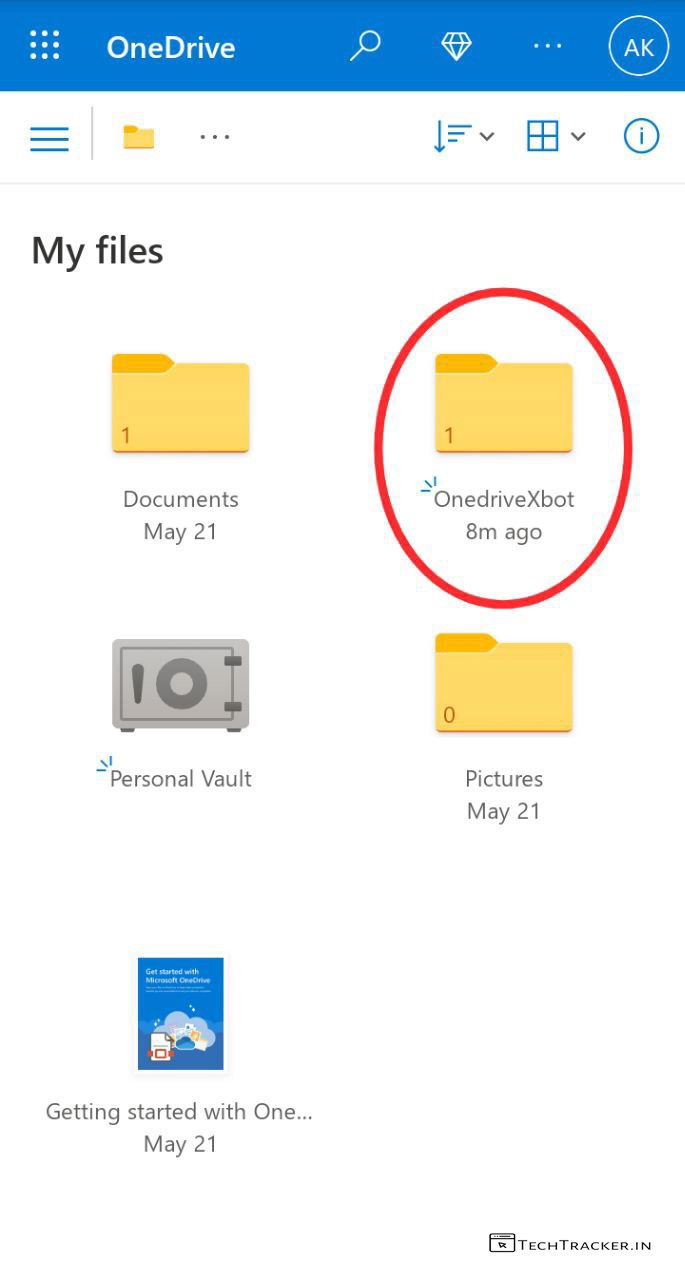 OneDrive
AK
My files
1
1
Documents
OnedriveXbot
May 21
8m ago
0
Personal Vault
Pictures
May 21
Get started with
Microsoft OneDrive
Getting started with One...
May 21
TECHTRACKER.IN